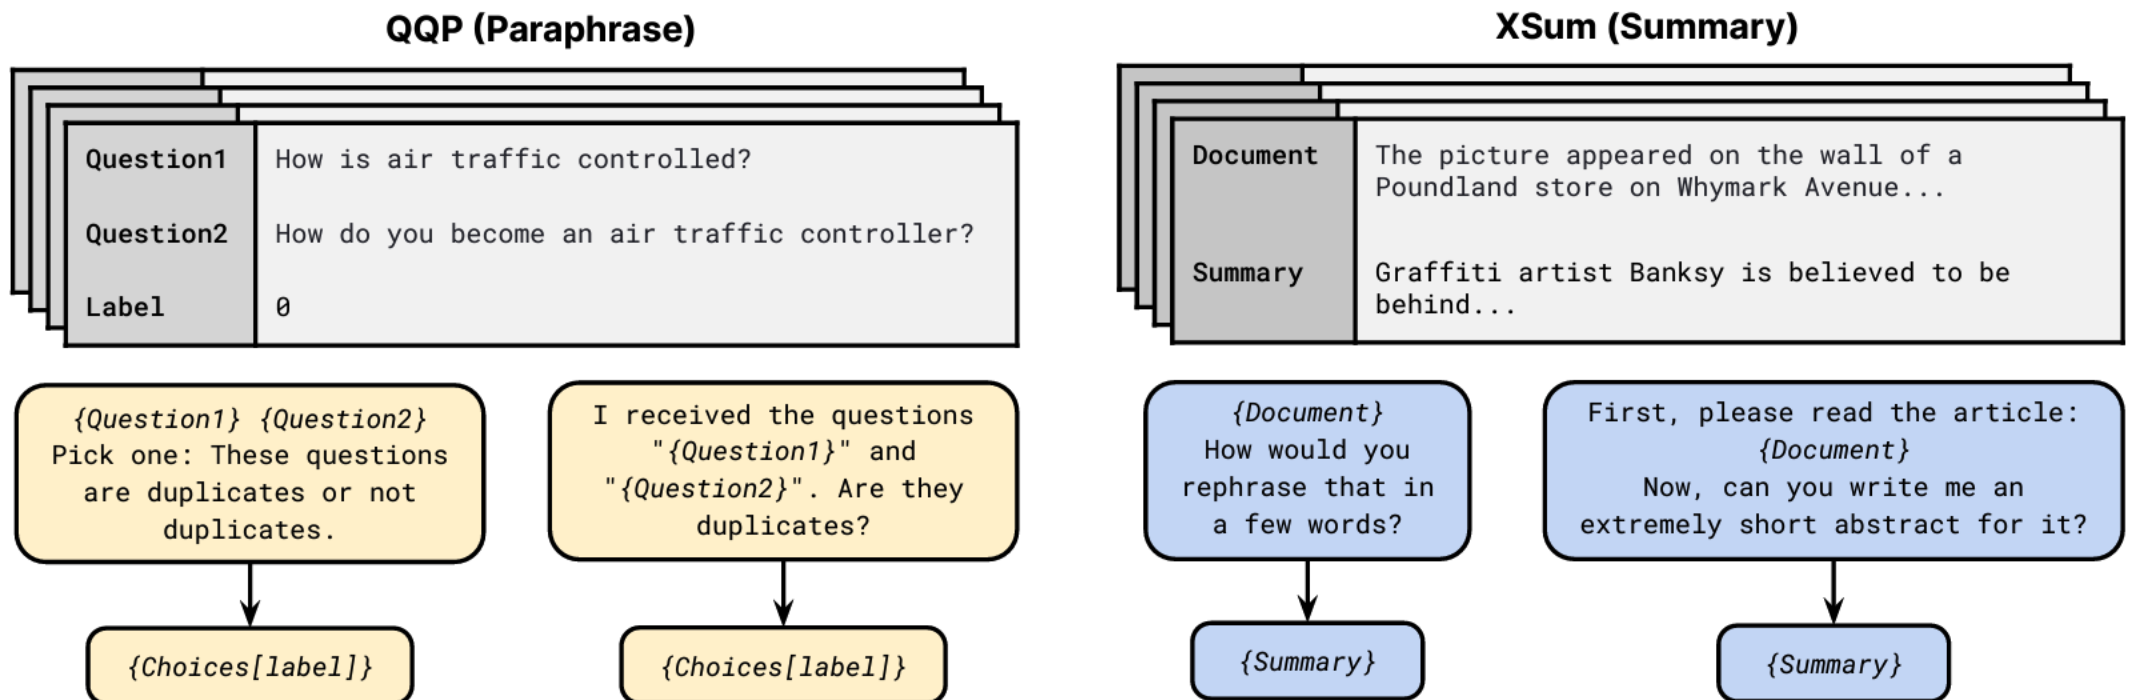 QQP (Paraphrase)
Question1 How is air traffic controlled?
Question2 How do you become an air traffic controller?
Label 0
{Question1} {Question2}
Pick one: These questions
are duplicates or not
duplicates.
{Choices[label]}
I received the questions
"{Question1}" and
"{Question2}". Are they
duplicates?
{Choices[label]}
XSum (Summary)
Document The picture appeared on the wall of a
Poundland store on Whymark Avenue...
Summary Graffiti artist Banksy is believed to be
behind...
{Document}
How would you
rephrase that in
a few words?
{Summary}
First, please read the article:
{Document}
Now, can you write me an
extremely short abstract for it?
{Summary}